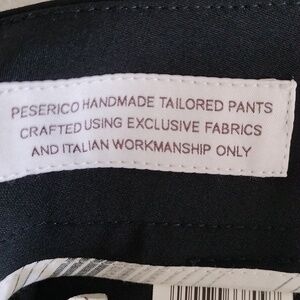 PESERICO HANDMADE TAILORED PANTS
CRAFTED USING EXCLUSIVE FABRICS
AND ITALIAN WORKMANSHIP ONLY